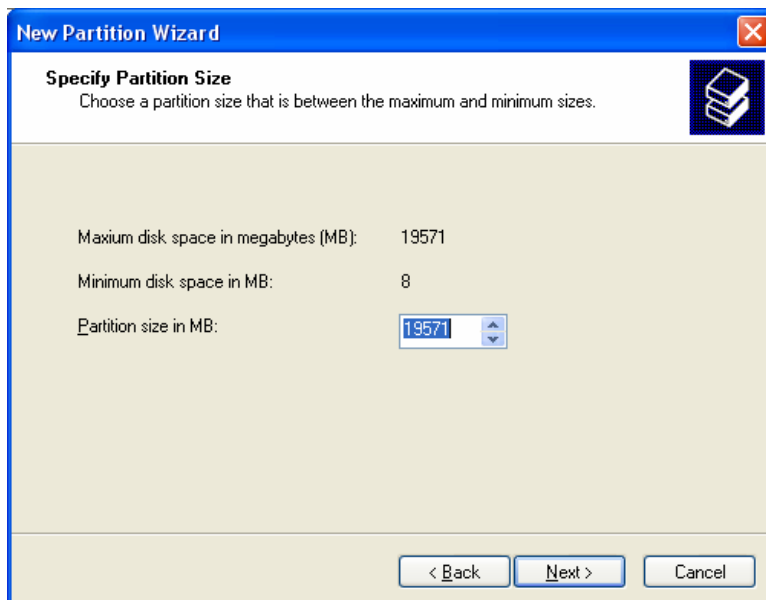 New Partition Wizard
Specify Partition Size
Choose a partition size that is between the maximum and minimum sizes.
Maxium disk space in megabytes (MB): 19571
Minimum disk space in MB: 8
Partition size in MB: 19571
< Back Next > Cancel